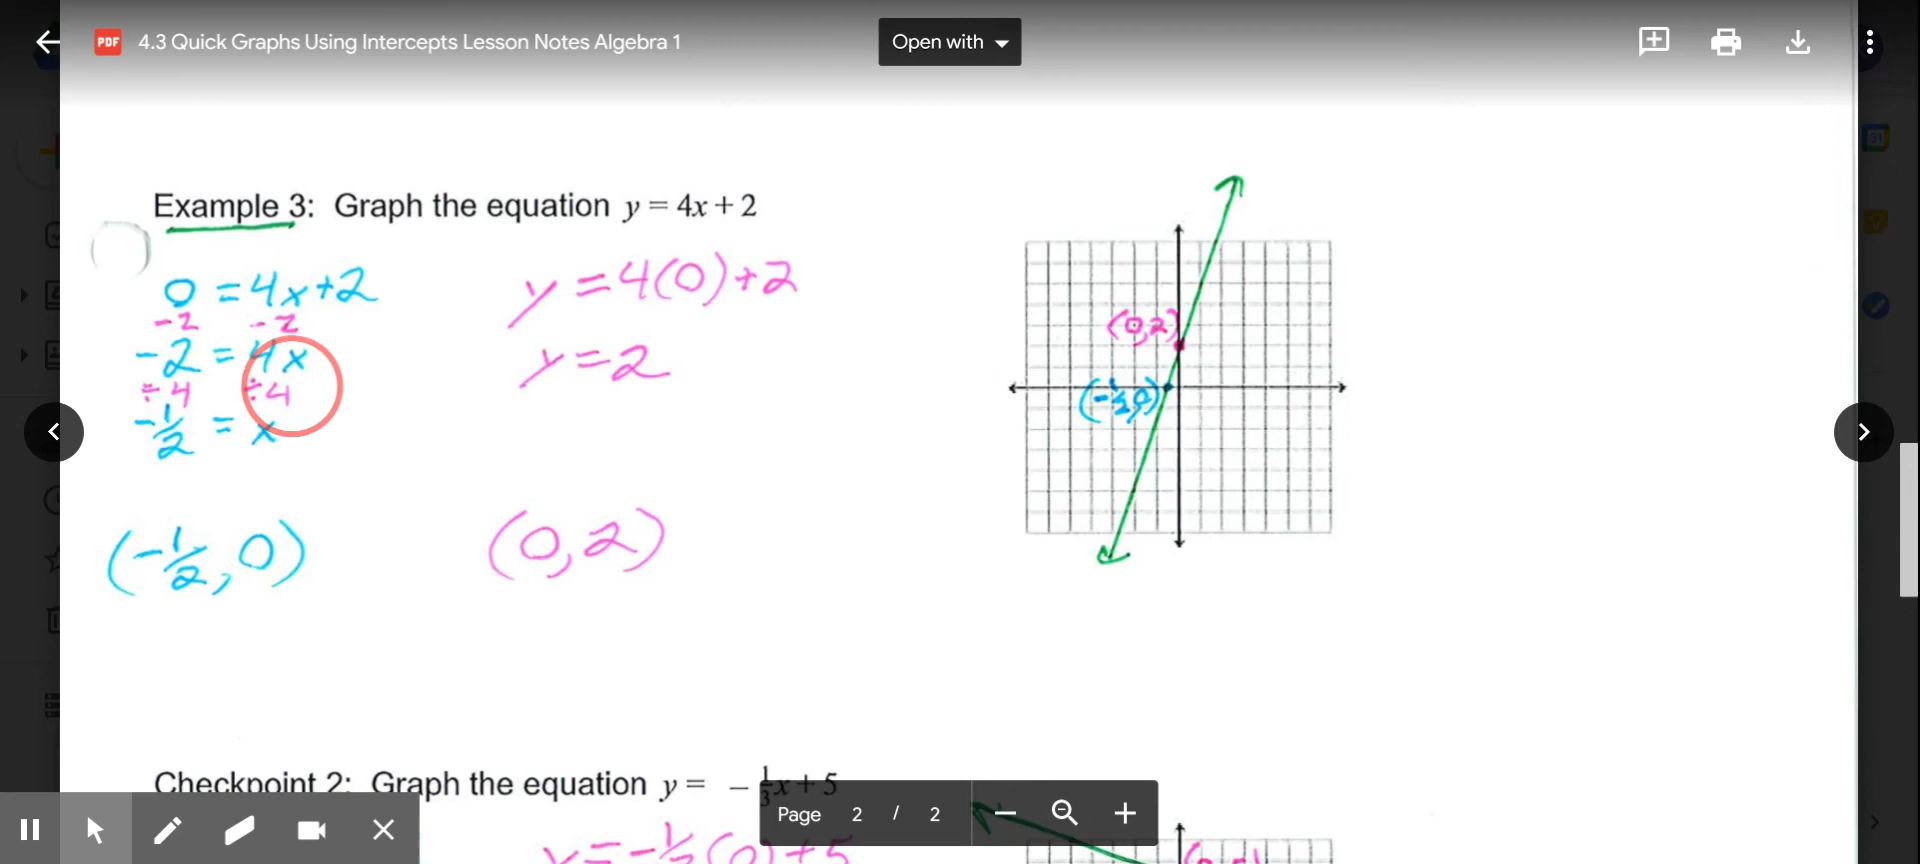 PDF 4.3 Quick Graphs Using Intercepts Lesson Notes Algebra 1
Open with
Example 3: Graph the equation y = 4x + 2
0 = 4x+2
-2 -2
-2 = 4x
÷4 ÷4
-1/2 = x
(-1/2, 0)
y = 4(0)+2
y = 2
(0,2)
(0,2)
(-1/2,0)
Checkpoint 2: Graph the equation y = -1/3x + 5
Page 2 / 2